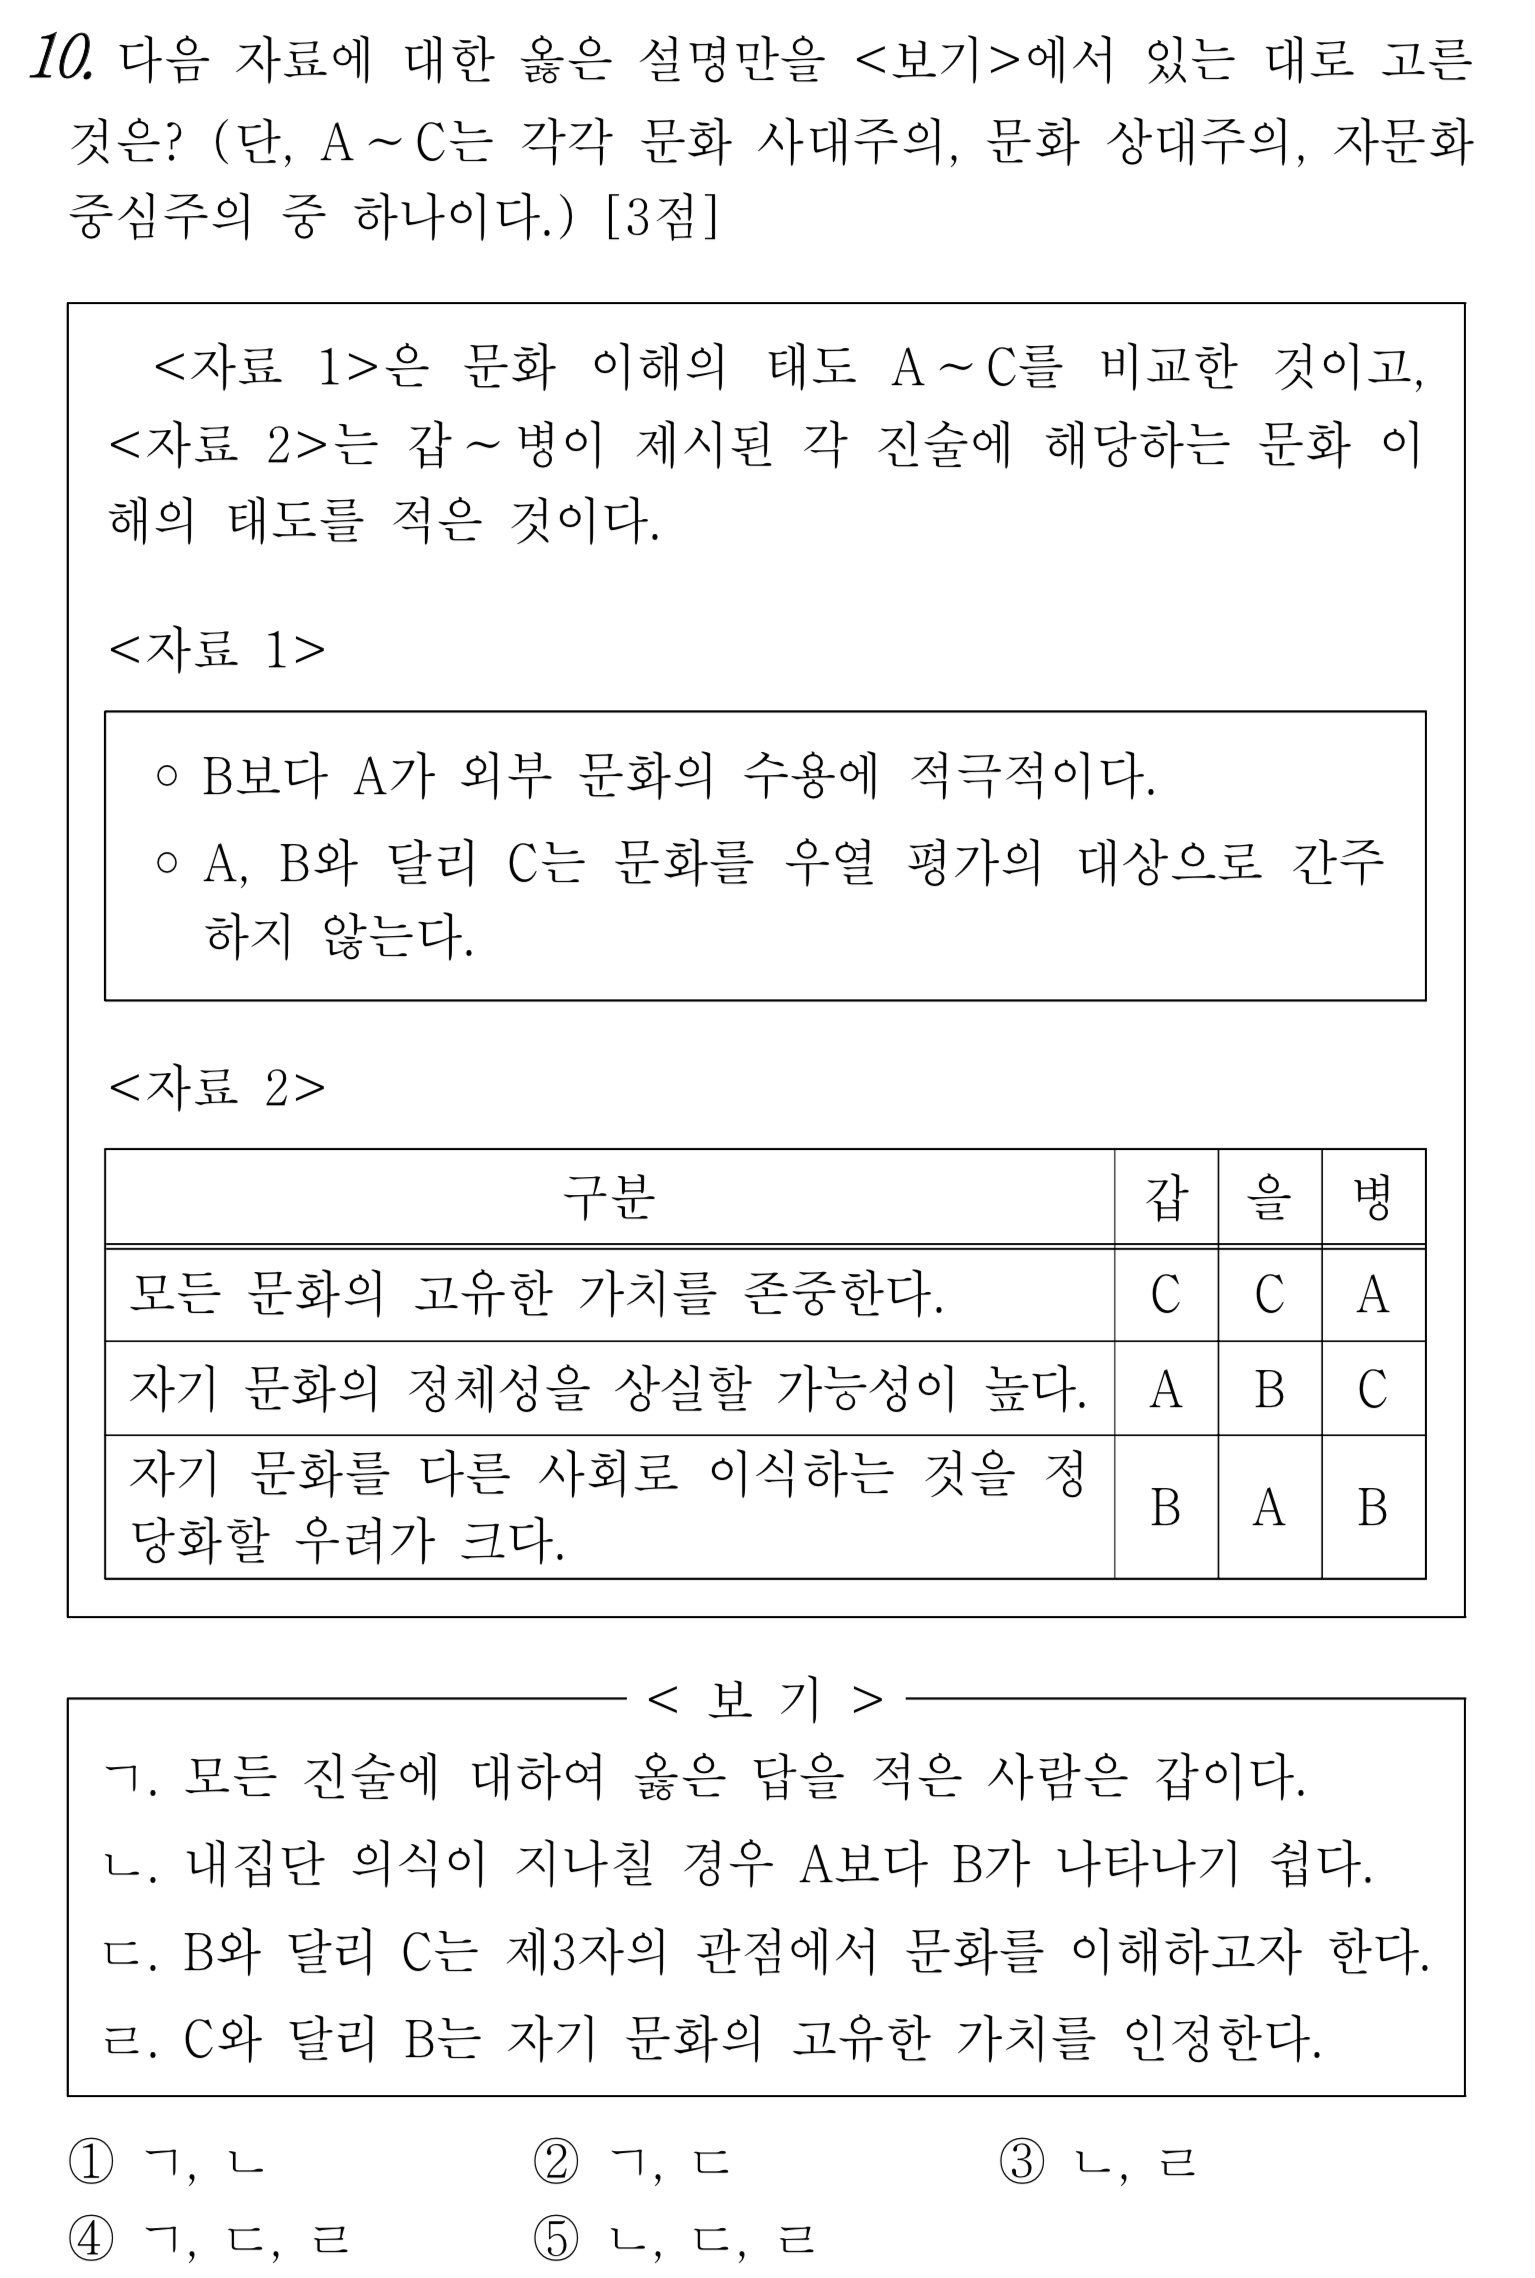 10. 다음 자료에 대한 옳은 설명만을 <보기>에서 있는 대로 고른
것은? (단, A～C는 각각 문화 사대주의, 문화 상대주의, 자문화
중심주의 중 하나이다.) [3점]
<자료 1>은 문화 이해의 태도 A～C를 비교한 것이고,
<자료 2>는 갑～병이 제시된 각 진술에 해당하는 문화 이
해의 태도를 적은 것이다.
<자료 1>
○ B보다 A가 외부 문화의 수용에 적극적이다.
○ A, B와 달리 C는 문화를 우열 평가의 대상으로 간주
하지 않는다.
<자료 2>
구분 갑 을 병
모든 문화의 고유한 가치를 존중한다. C C A
자기 문화의 정체성을 상실할 가능성이 높다. A B C
자기 문화를 다른 사회로 이식하는 것을 정
당화할 우려가 크다. B A B
< 보 기 >
ㄱ. 모든 진술에 대하여 옳은 답을 적은 사람은 갑이다.
ㄴ. 내집단 의식이 지나칠 경우 A보다 B가 나타나기 쉽다.
ㄷ. B와 달리 C는 제3자의 관점에서 문화를 이해하고자 한다.
ㄹ. C와 달리 B는 자기 문화의 고유한 가치를 인정한다.
① ㄱ, ㄴ ② ㄱ, ㄷ ③ ㄴ, ㄹ
④ ㄱ, ㄷ, ㄹ ⑤ ㄴ, ㄷ, ㄹ